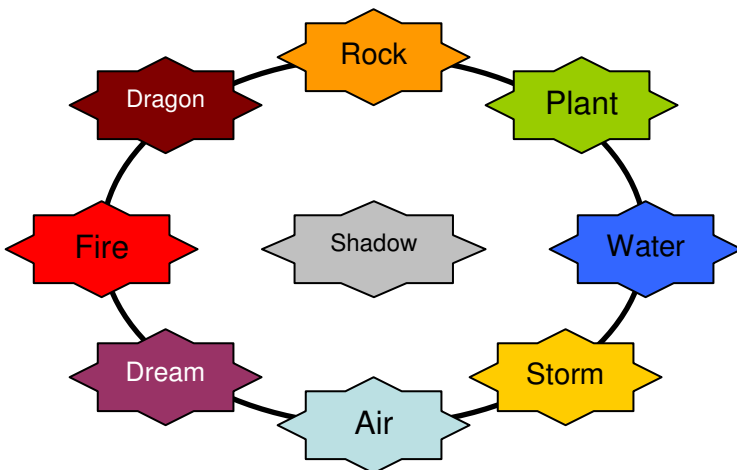 Rock
Dragon
Plant
Fire
Shadow
Water
Dream
Storm
Air